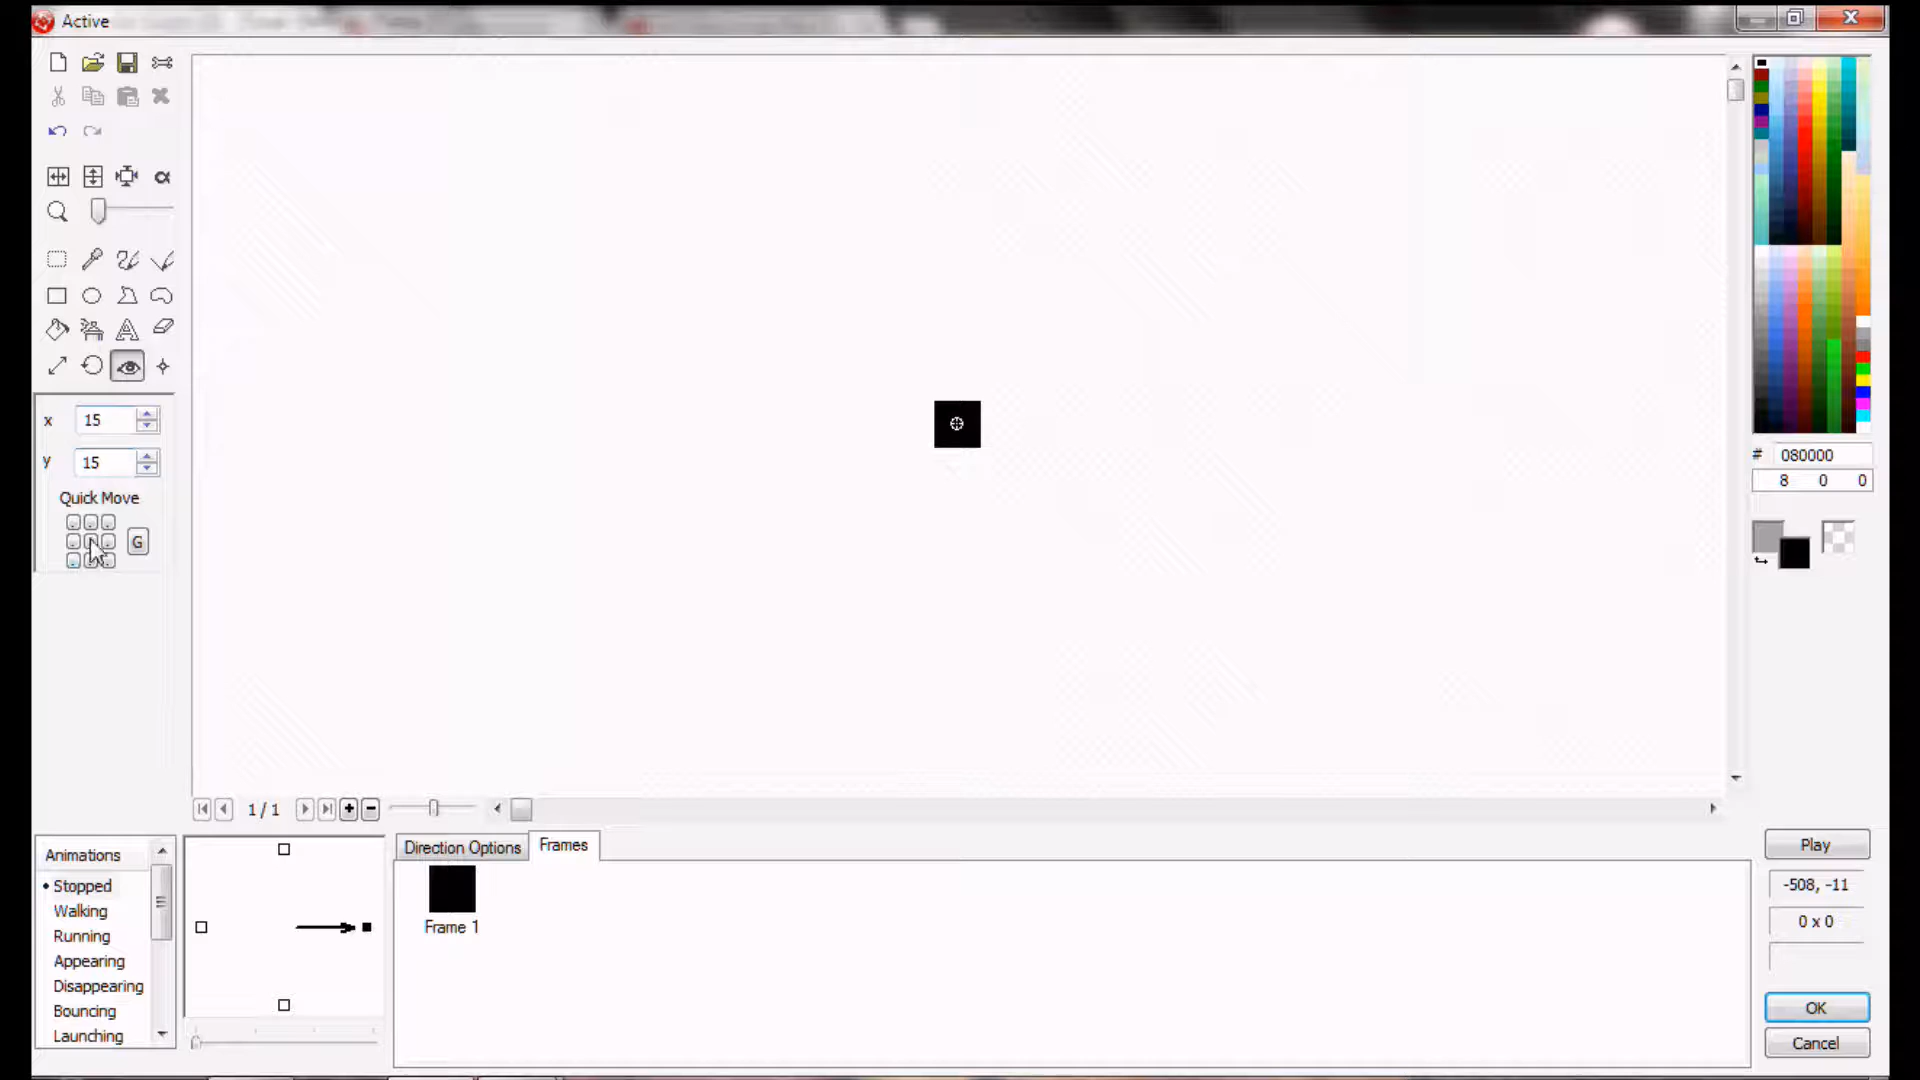 Active
x 15
y 15
Quick Move
G
# 080000
8 0 0
1 / 1
Animations
Stopped
Walking
Running
Appearing
Disappearing
Bouncing
Launching
Direction Options
Frames
Frame 1
Play
-508, -11
0 x 0
OK
Cancel